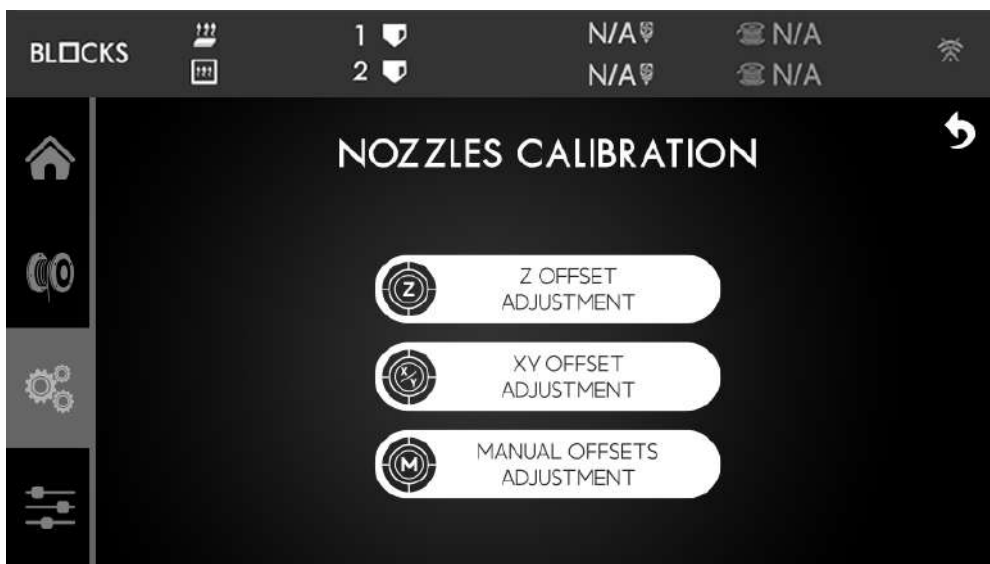 BLOCKS
1
2
N/A
N/A
N/A
N/A
NOZZLES CALIBRATION
Z
Z OFFSET
ADJUSTMENT
X/Y
XY OFFSET
ADJUSTMENT
M
MANUAL OFFSETS
ADJUSTMENT